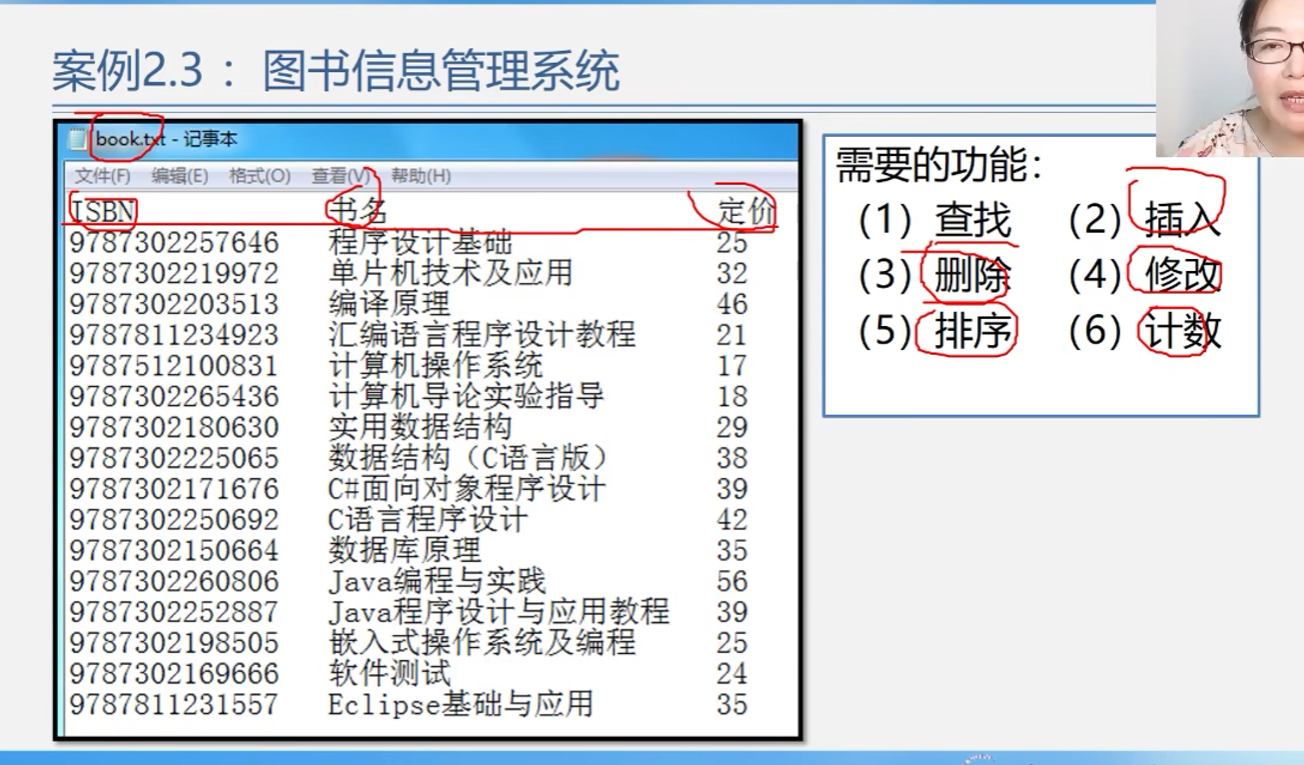 案例2.3：图书信息管理系统
book.txt - 记事本
文件(F) 编辑(E) 格式(O) 查看(V) 帮助(H)
ISBN 书名 定价
9787302257646 程序设计基础 25
9787302219972 单片机技术及应用 32
9787302203513 编译原理 46
9787811234923 汇编语言程序设计教程 21
9787512100831 计算机操作系统 17
9787302265436 计算机导论实验指导 18
9787302180630 实用数据结构 29
9787302225065 数据结构（C语言版） 38
9787302171676 C#面向对象程序设计 39
9787302250692 C语言程序设计 42
9787302150664 数据库原理 35
9787302260806 Java编程与实践 56
9787302252887 Java程序设计与应用教程 39
9787302198505 嵌入式操作系统及编程 25
9787302169666 软件测试 24
9787811231557 Eclipse基础与应用 35
需要的功能：
（1）查找 （2）插入
（3）删除 （4）修改
（5）排序 （6）计数